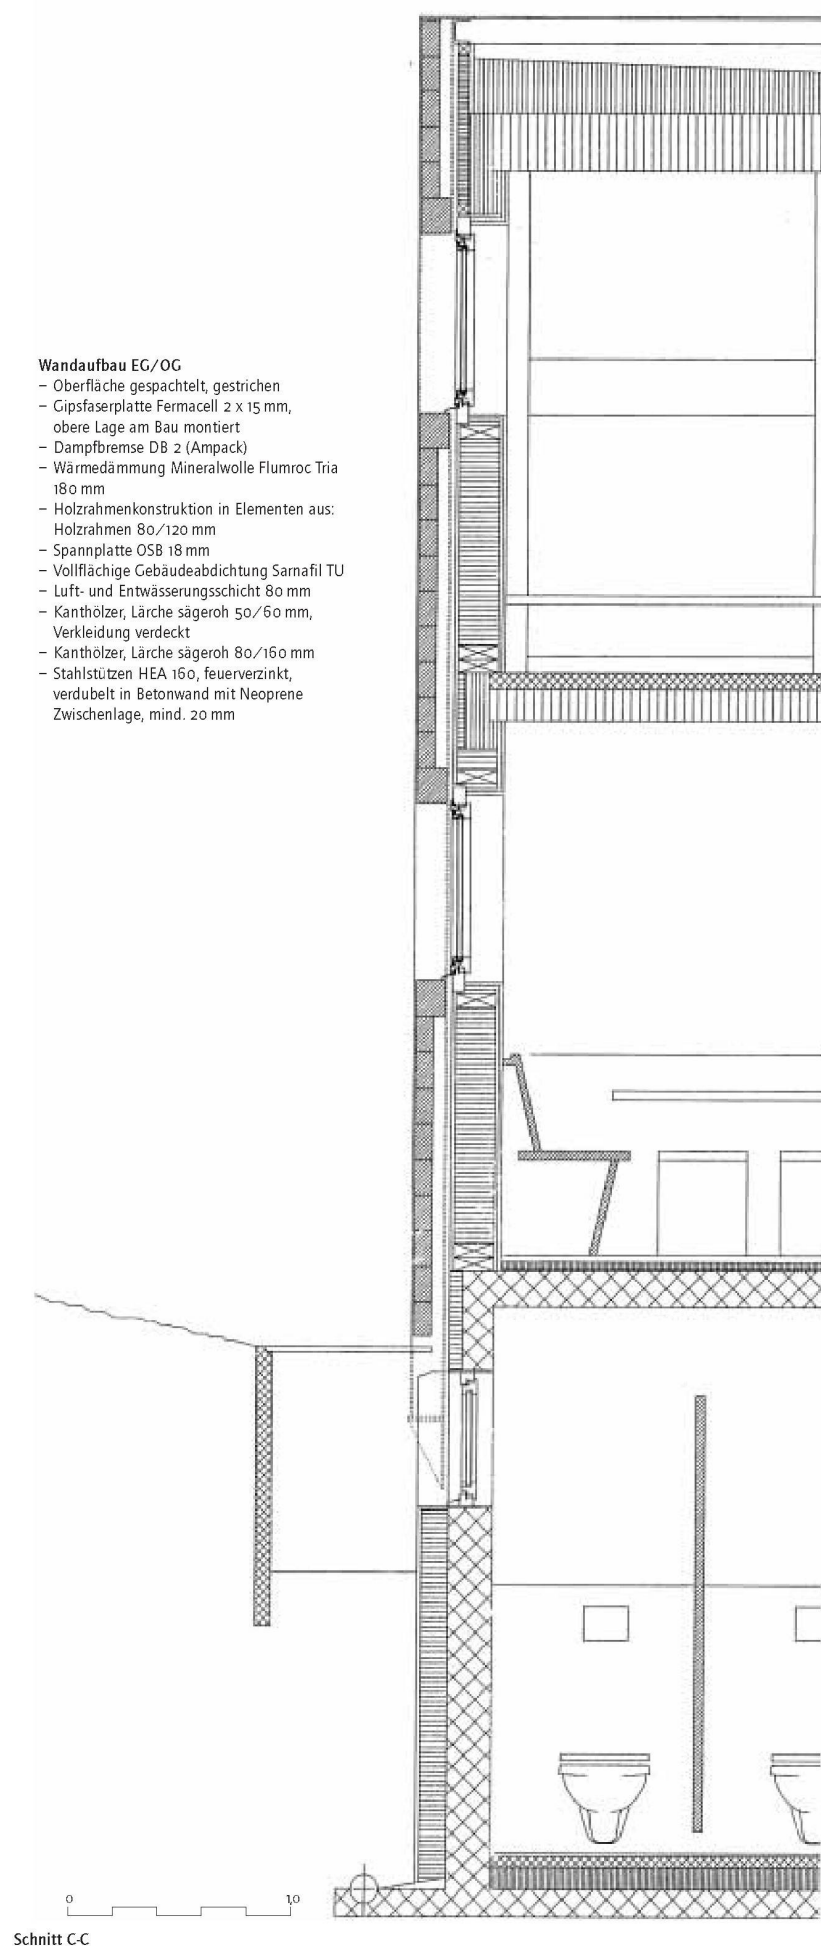 Wandaufbau EG/OG
– Oberfläche gespachtelt, gestrichen
– Gipsfaserplatte Fermacell 2 x 15 mm,
obere Lage am Bau montiert
– Dampfbremse DB 2 (Ampack)
– Wärmedämmung Mineralwolle Flumroc Tria
180 mm
– Holzrahmenkonstruktion in Elementen aus:
Holzrahmen 80/120 mm
– Spannplatte OSB 18 mm
– Vollflächige Gebäudeabdichtung Sarnafil TU
– Luft- und Entwässerungsschicht 80 mm
– Kanthölzer, Lärche sägeroh 50/60 mm,
Verkleidung verdeckt
– Kanthölzer, Lärche sägeroh 80/160 mm
– Stahlstützen HEA 160, feuerverzinkt,
verdubelt in Betonwand mit Neoprene
Zwischenlage, mind. 20 mm
0 1,0
Schnitt C-C